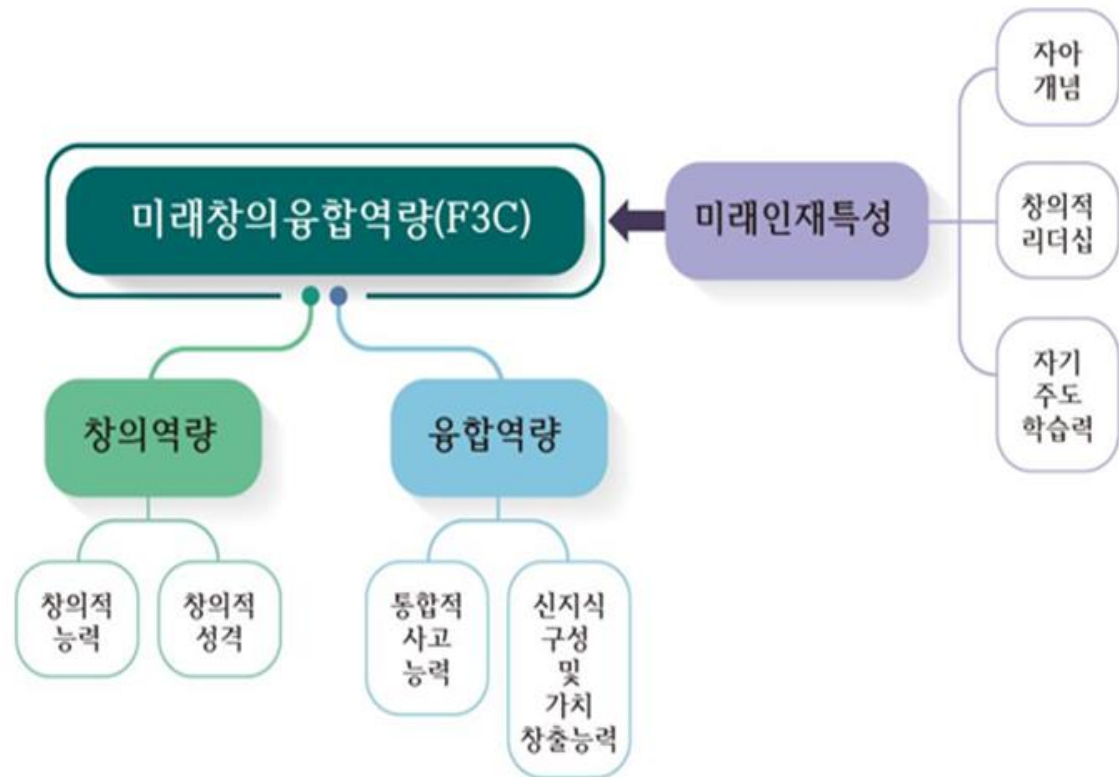 미래창의융합역량(F3C)
미래인재특성
자아
개념
창의적
리더십
자기
주도
학습력
창의역량
융합역량
창의적
능력
창의적
성격
통합적
사고
능력
신지식
구성
및
가치
창출능력